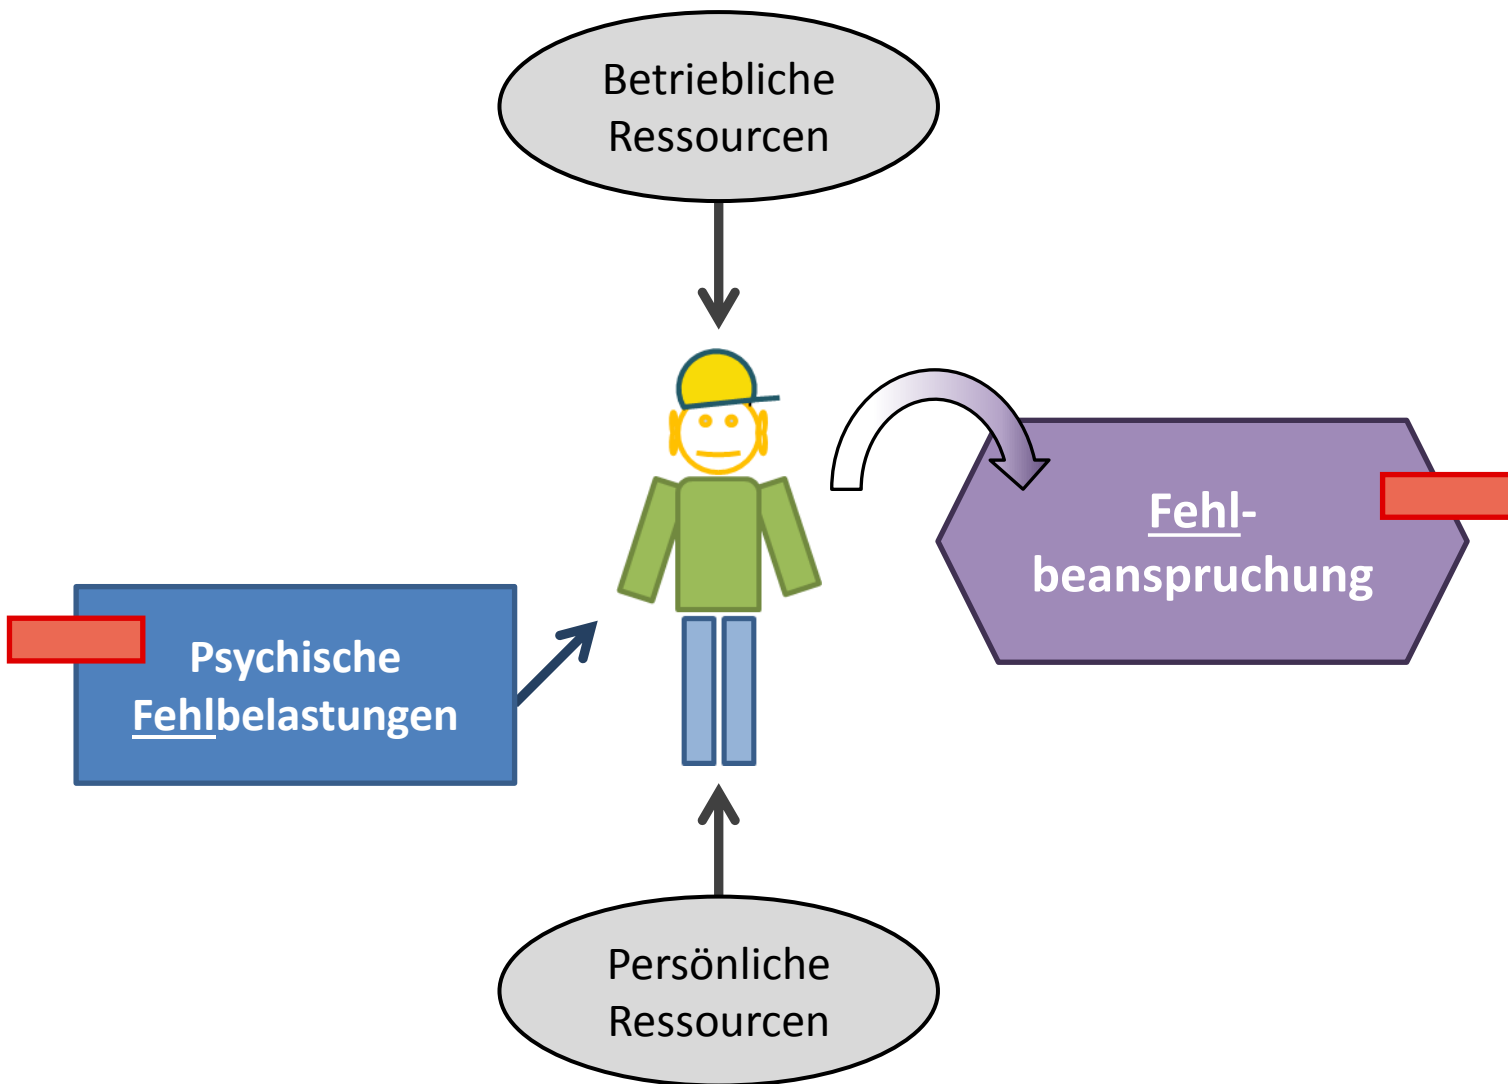 Betriebliche
Ressourcen
Fehl-
beanspruchung
Psychische
Fehlbelastungen
Persönliche
Ressourcen